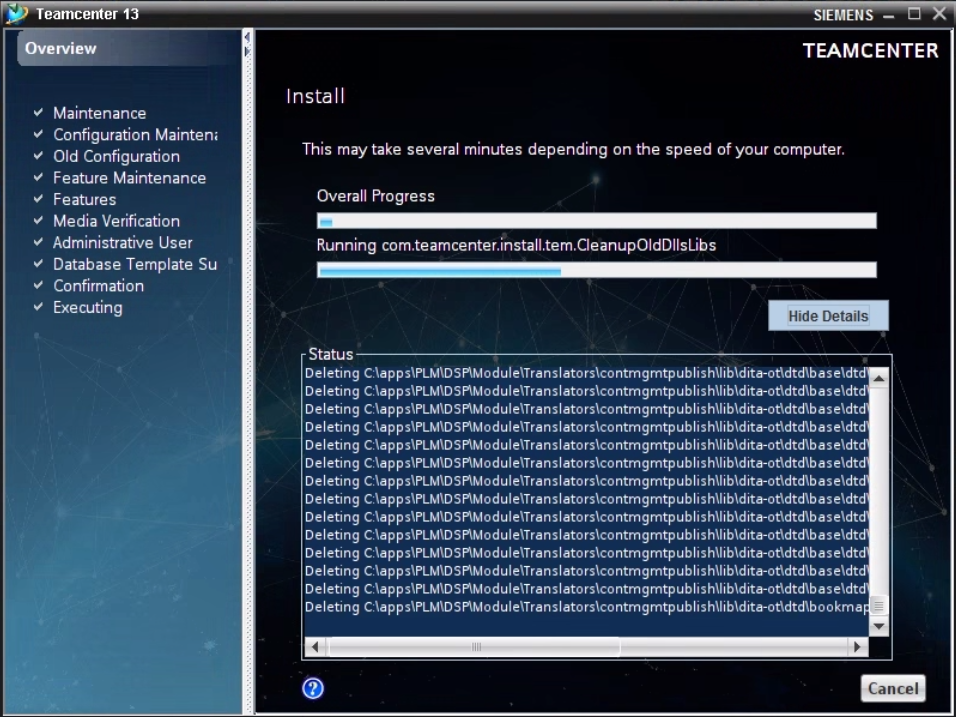 Teamcenter 13
SIEMENS
Overview
TEAMCENTER
Maintenance
Configuration Maintena
Old Configuration
Feature Maintenance
Features
Media Verification
Administrative User
Database Template Su
Confirmation
Executing
Install
This may take several minutes depending on the speed of your computer.
Overall Progress
Running com.teamcenter.install.tem.CleanupOldDllsLibs
Hide Details
Status
Deleting C:\apps\PLM\DSP\Module\Translators\contmgmtpublish\lib\dita-ot\dtd\base\dtd\
Deleting C:\apps\PLM\DSP\Module\Translators\contmgmtpublish\lib\dita-ot\dtd\base\dtd\
Deleting C:\apps\PLM\DSP\Module\Translators\contmgmtpublish\lib\dita-ot\dtd\base\dtd\
Deleting C:\apps\PLM\DSP\Module\Translators\contmgmtpublish\lib\dita-ot\dtd\base\dtd\
Deleting C:\apps\PLM\DSP\Module\Translators\contmgmtpublish\lib\dita-ot\dtd\base\dtd\
Deleting C:\apps\PLM\DSP\Module\Translators\contmgmtpublish\lib\dita-ot\dtd\base\dtd\
Deleting C:\apps\PLM\DSP\Module\Translators\contmgmtpublish\lib\dita-ot\dtd\base\dtd\
Deleting C:\apps\PLM\DSP\Module\Translators\contmgmtpublish\lib\dita-ot\dtd\base\dtd\
Deleting C:\apps\PLM\DSP\Module\Translators\contmgmtpublish\lib\dita-ot\dtd\base\dtd\
Deleting C:\apps\PLM\DSP\Module\Translators\contmgmtpublish\lib\dita-ot\dtd\base\dtd\
Deleting C:\apps\PLM\DSP\Module\Translators\contmgmtpublish\lib\dita-ot\dtd\base\dtd\
Deleting C:\apps\PLM\DSP\Module\Translators\contmgmtpublish\lib\dita-ot\dtd\base\dtd\
Deleting C:\apps\PLM\DSP\Module\Translators\contmgmtpublish\lib\dita-ot\dtd\base\dtd\
Deleting C:\apps\PLM\DSP\Module\Translators\contmgmtpublish\lib\dita-ot\dtd\bookmap
?
Cancel